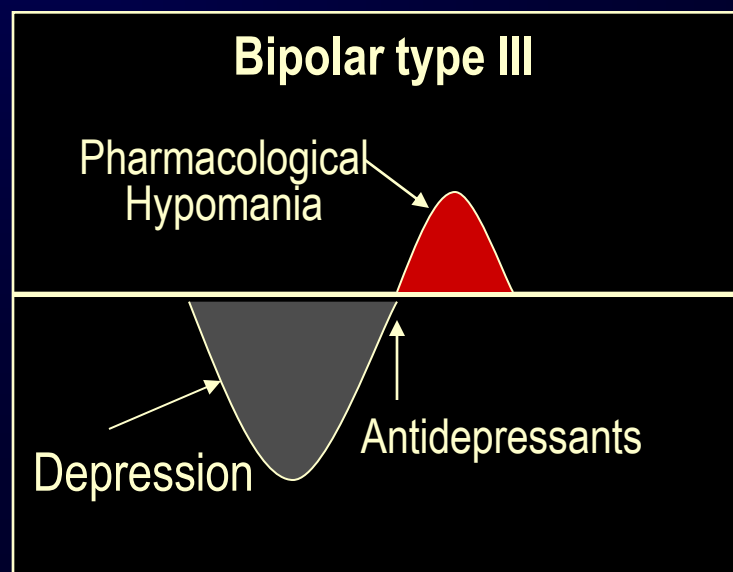 Bipolar type III
Pharmacological
Hypomania
Antidepressants
Depression